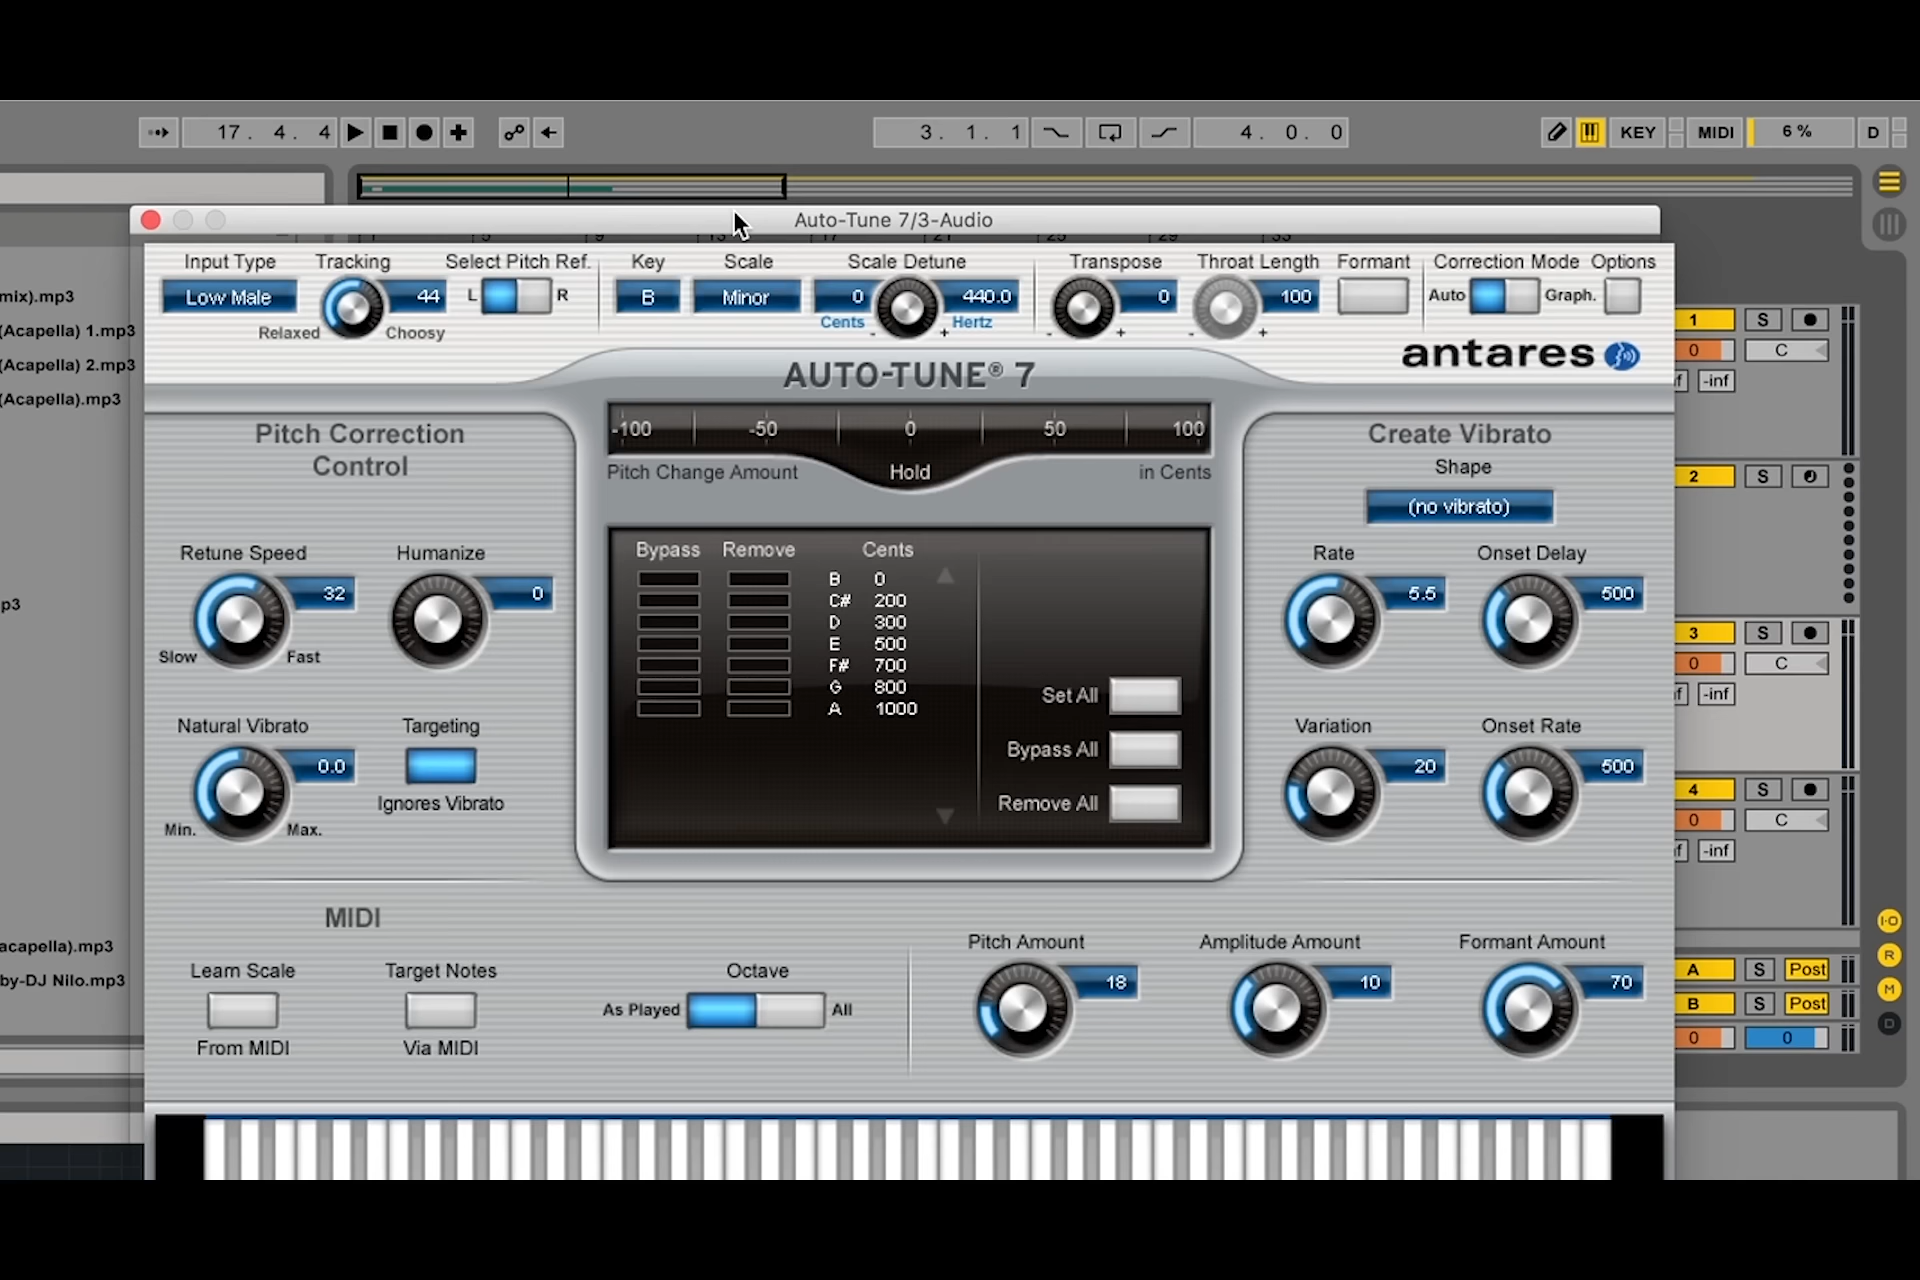 17. 4. 4
3. 1. 1
4. 0. 0
KEY
MIDI
6 %
D
Auto-Tune 7/3-Audio
Input Type
Low Male
Tracking
44
Relaxed
Choosy
Select Pitch Ref.
L
R
Key
B
Scale
Minor
Scale Detune
0
440.0
Cents
Hertz
-
+
Transpose
0
-
+
Throat Length
100
-
+
Formant
Correction Mode
Auto
Graph.
Options
antares
AUTO-TUNE® 7
-100
-50
0
50
100
Pitch Change Amount
Hold
in Cents
Pitch Correction
Control
Retune Speed
32
Slow
Fast
Humanize
0
Natural Vibrato
0.0
Min.
Max.
Targeting
Ignores Vibrato
Bypass Remove Cents
B 0
C# 200
D 300
E 500
F# 700
G 800
A 1000
Set All
Bypass All
Remove All
Create Vibrato
Shape
(no vibrato)
Rate
5.5
Onset Delay
500
Variation
20
Onset Rate
500
MIDI
Learn Scale
From MIDI
Target Notes
Via MIDI
Octave
As Played
All
Pitch Amount
18
Amplitude Amount
10
Formant Amount
70
mix).mp3
(Acapella) 1.mp3
(Acapella) 2.mp3
(Acapella).mp3
p3
acapella).mp3
by-DJ Nilo.mp3
1 S
0 C
-inf
2 S
3 S
0 C
-inf
4 S
0 C
-inf
A S Post
B S Post
0 0
I-O
R
M
D